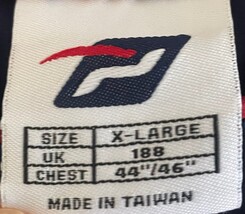 SIZE X-LARGE
UK 188
CHEST 44"/46"
MADE IN TAIWAN